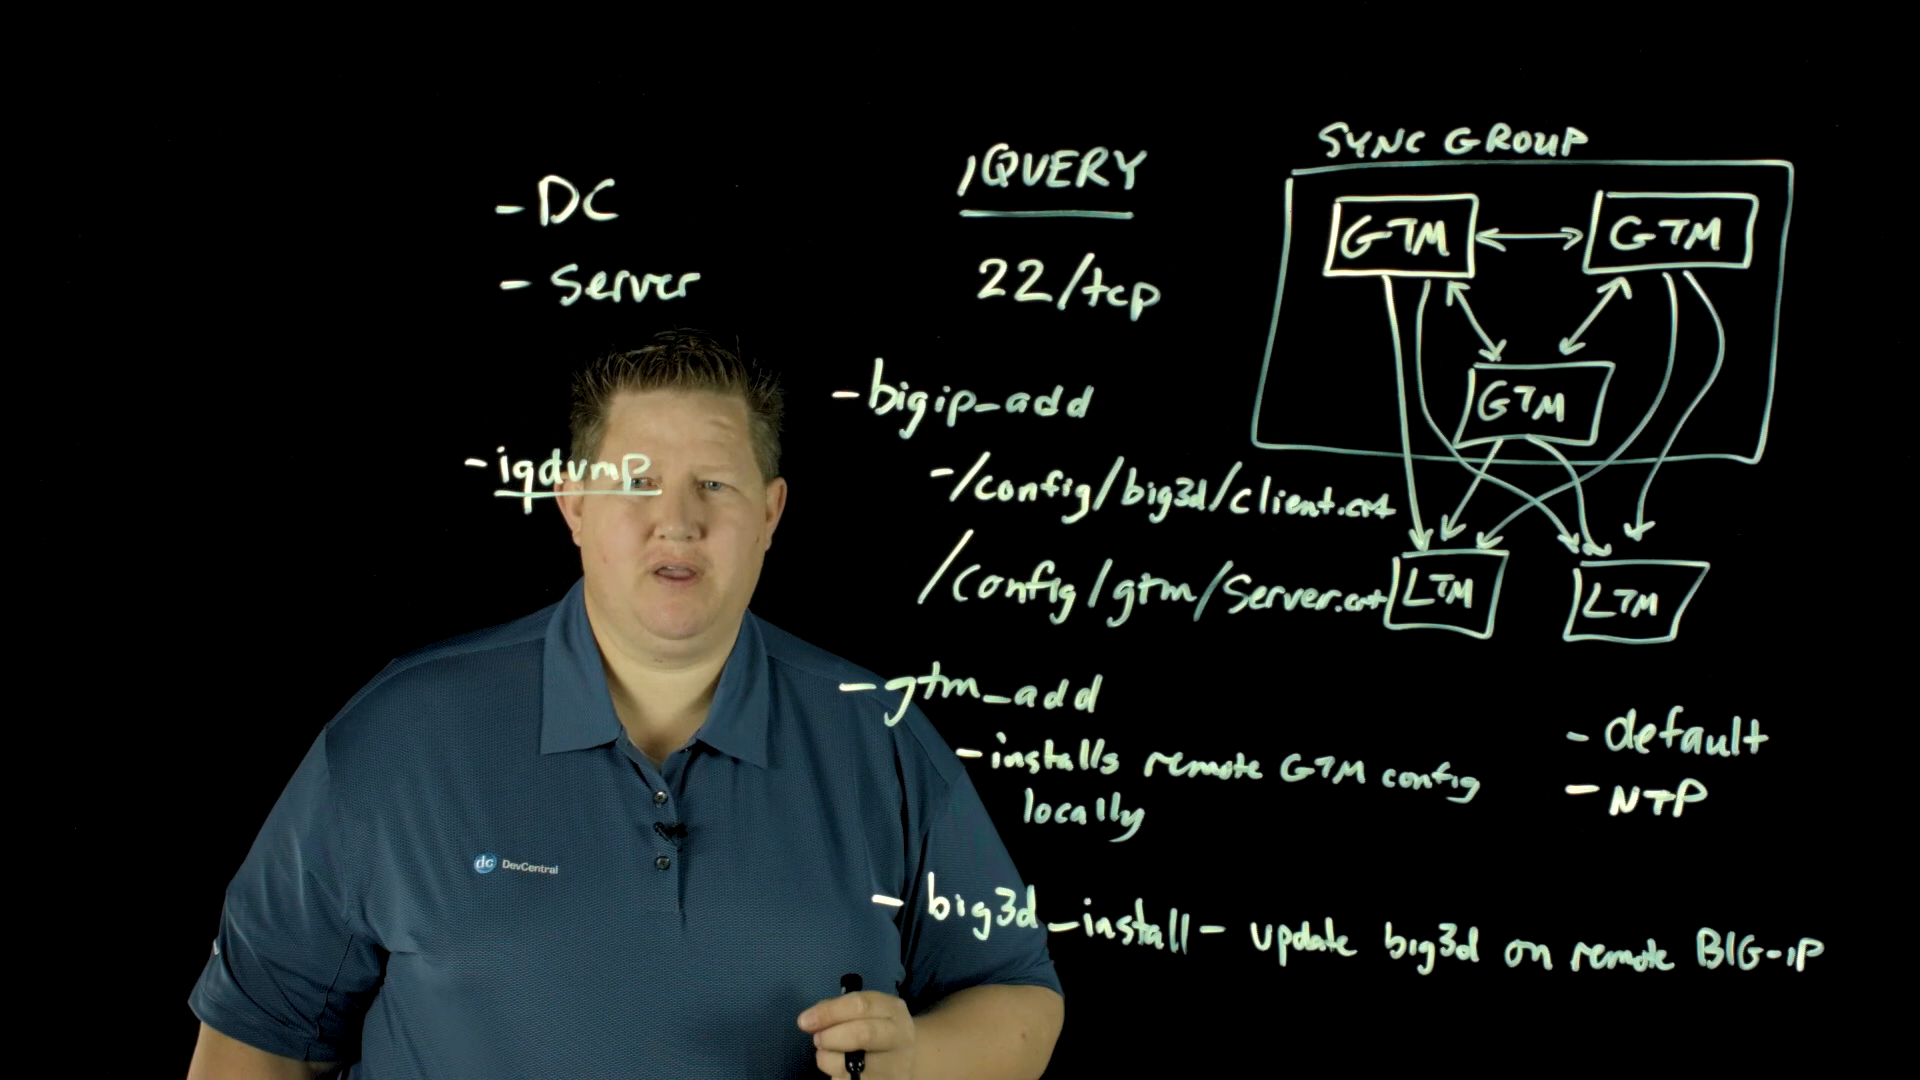 - DC
- Server
- iqdump
iQUERY
22/tcp
- bigip_add
- /config/big3d/client.crt
/config/gtm/server.crt
- gtm_add
- installs remote GTM config
locally
- big3d_install - update big3d on remote BIG-IP
SYNC GROUP
GTM
GTM
GTM
LTM
LTM
- default
- NTP
dc DevCentral